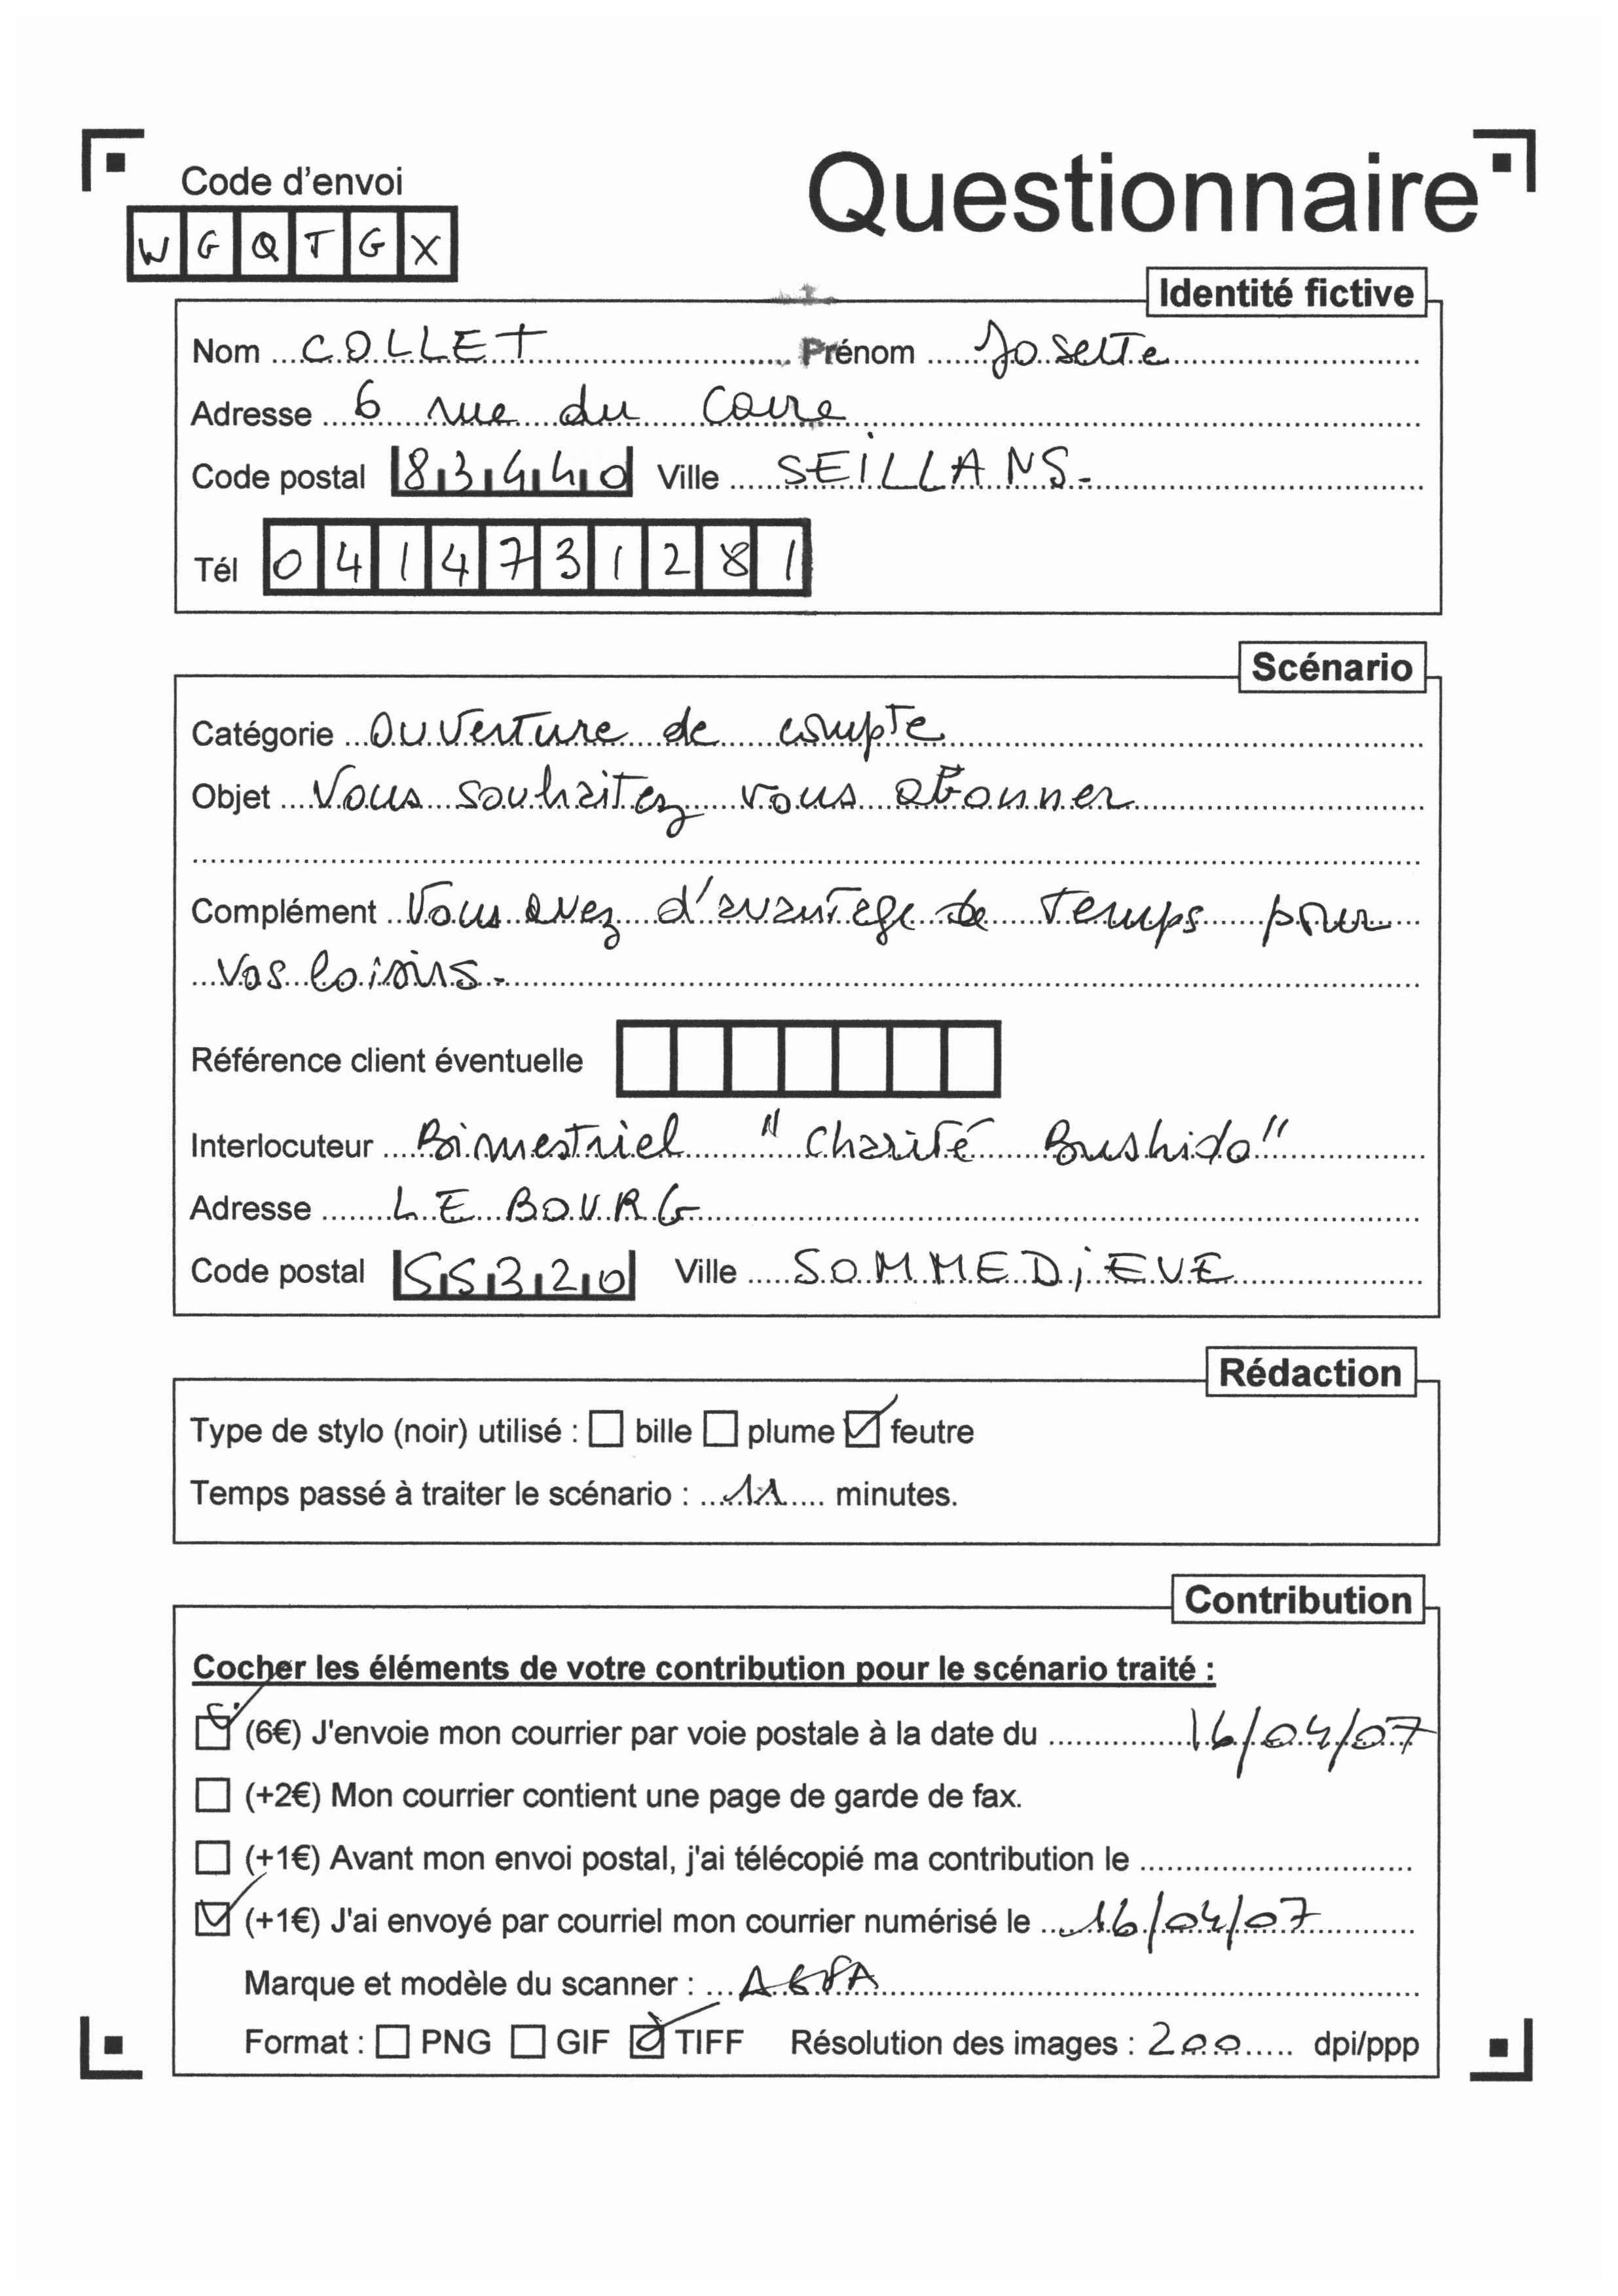 Code d'envoi
Questionnaire
W G Q T G X
Identité fictive
Nom COLLET Prénom Josette
Adresse 6 rue du Caire
Code postal 83440 Ville SEILLANS.
Tél 0414731281
Scénario
Catégorie Ouverture de compte
Objet Vous souhaitez vous abonner
Complément Vous avez d'avantage de temps pour
vos loisirs.
Référence client éventuelle
Interlocuteur Bimestriel "Charité Bushido"
Adresse LE BOURG
Code postal 55320 Ville SOMMEDiEUE
Rédaction
Type de stylo (noir) utilisé : bille plume feutre
Temps passé à traiter le scénario : 11 minutes.
Contribution
Cocher les éléments de votre contribution pour le scénario traité :
(6€) J'envoie mon courrier par voie postale à la date du 16/04/07
(+2€) Mon courrier contient une page de garde de fax.
(+1€) Avant mon envoi postal, j'ai télécopié ma contribution le
(+1€) J'ai envoyé par courriel mon courrier numérisé le 16/04/07
Marque et modèle du scanner : AGFA
Format : PNG GIF TIFF Résolution des images : 200 dpi/ppp